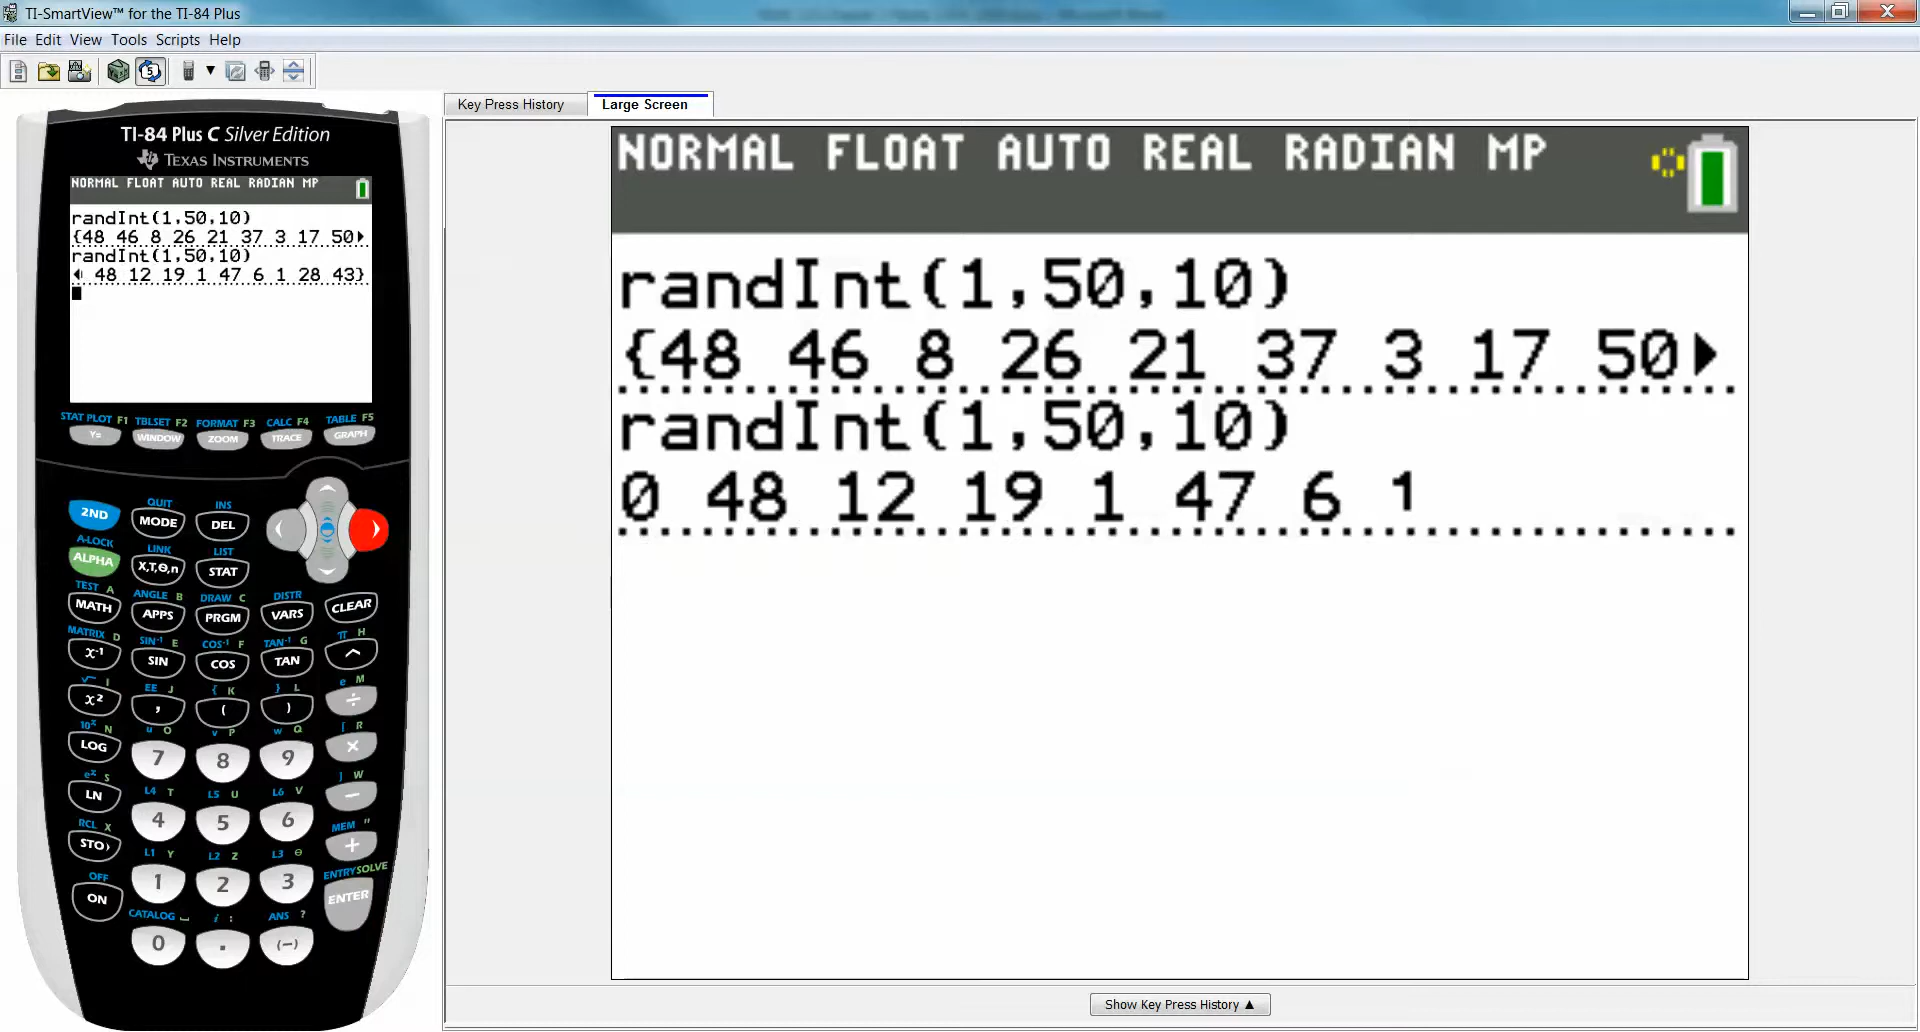 TI-SmartView™ for the TI-84 Plus
File Edit View Tools Scripts Help
Key Press History
Large Screen
TI-84 Plus C Silver Edition
TEXAS INSTRUMENTS
NORMAL FLOAT AUTO REAL RADIAN MP
randInt(1,50,10)
{48 46 8 26 21 37 3 17 50
randInt(1,50,10)
48 12 19 1 47 6 1 28 43}
STAT PLOT F1 TBLSET F2 FORMAT F3 CALC F4 TABLE F5
Y= WINDOW ZOOM TRACE GRAPH
QUIT INS
2ND MODE DEL
A-LOCK LINK LIST
ALPHA X,T,Θ,n STAT
TEST A ANGLE B DRAW C DISTR
MATH APPS PRGM VARS CLEAR
MATRIX D SIN⁻¹ E COS⁻¹ F TAN⁻¹ G π H
x⁻¹ SIN COS TAN ^
√ I EE J { K } L e M
x² , ( ) ÷
10ˣ N u O v P w Q [ R
LOG 7 8 9 ×
eˣ S L4 T L5 U L6 V ] W
LN 4 5 6 −
RCL X L1 Y L2 Z L3 Θ MEM "
STO› 1 2 3 +
OFF CATALOG ␣ i : ANS ? ENTRY SOLVE
ON 0 . (−) ENTER
NORMAL FLOAT AUTO REAL RADIAN MP
randInt(1,50,10)
{48 46 8 26 21 37 3 17 50
randInt(1,50,10)
0 48 12 19 1 47 6 1
Show Key Press History ▲